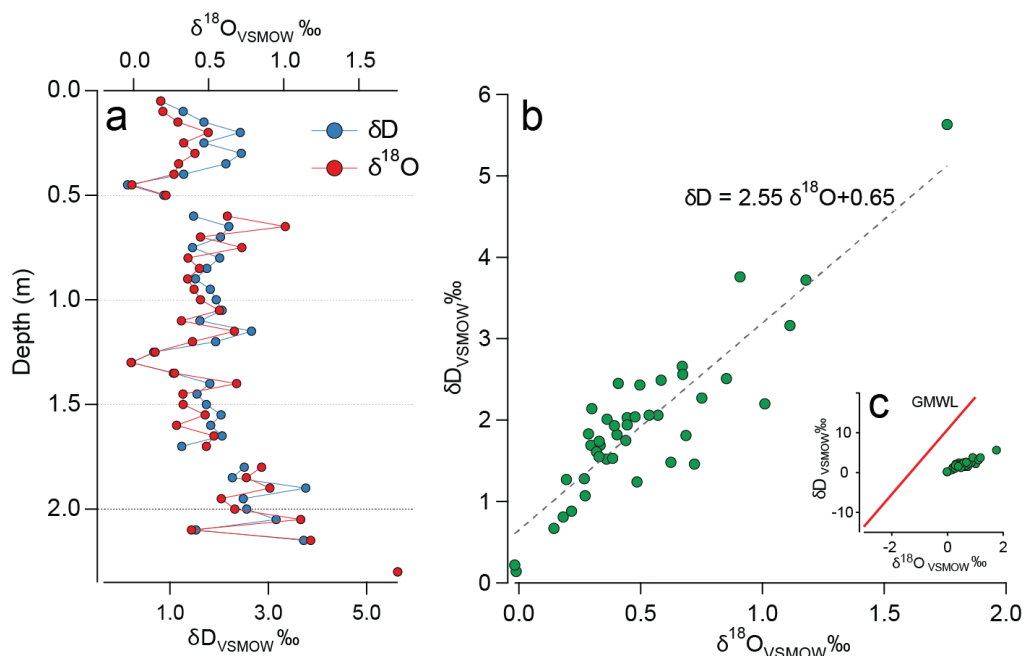 δ18OVSMOW ‰
0.0 0.5 1.0 1.5
a
δD
δ18O
Depth (m)
0.0
0.5
1.0
1.5
2.0
1.0 3.0 5.0
δDVSMOW ‰
b
δD = 2.55 δ18O+0.65
δDVSMOW‰
6
5
4
3
2
1
0
0.0 0.5 1.0 1.5 2.0
δ18OVSMOW‰
c
GMWL
δD VSMOW‰
10
0
-10
-2 0 2
δ18OVSMOW‰